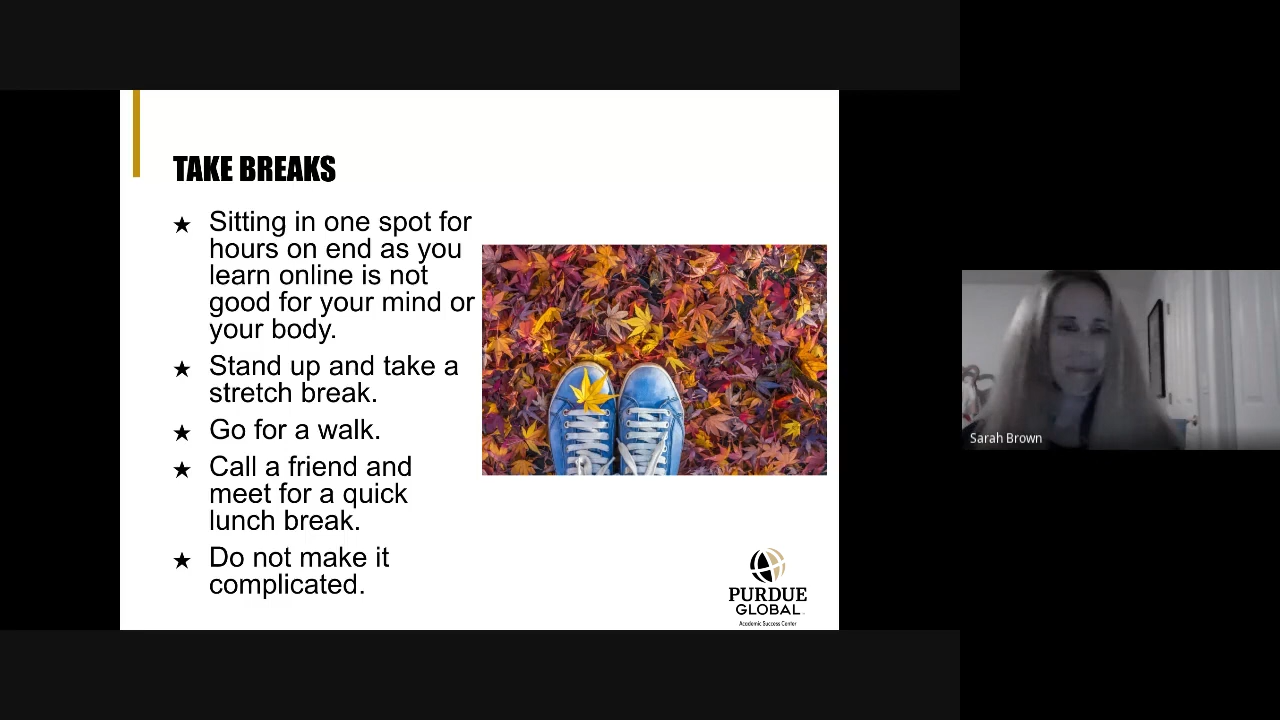 TAKE BREAKS
★ Sitting in one spot for
hours on end as you
learn online is not
good for your mind or
your body.
★ Stand up and take a
stretch break.
★ Go for a walk.
★ Call a friend and
meet for a quick
lunch break.
★ Do not make it
complicated.
PURDUE
GLOBAL
Academic Success Center
Sarah Brown